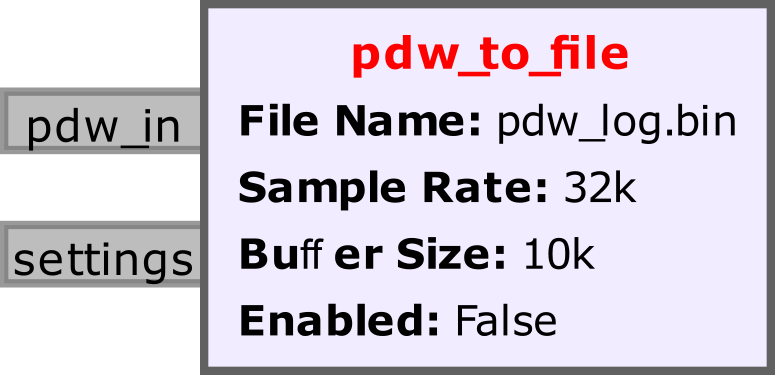 pdw_to_file
pdw_in
File Name: pdw_log.bin
Sample Rate: 32k
settings
Buffer Size: 10k
Enabled: False